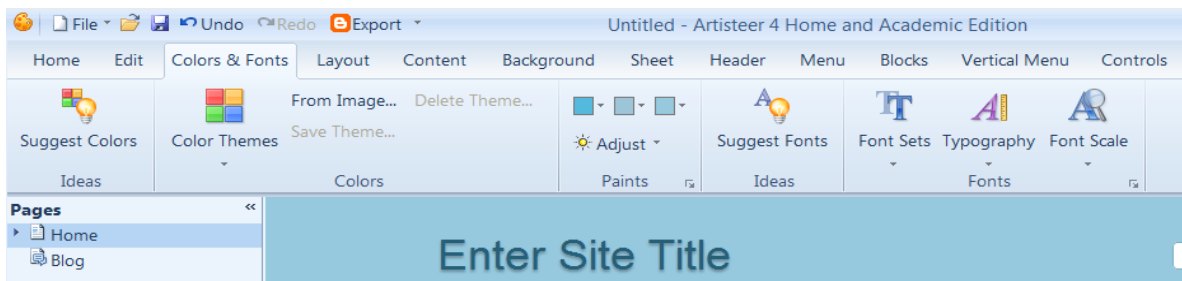 File Undo Redo Export Untitled - Artisteer 4 Home and Academic Edition
Home Edit Colors & Fonts Layout Content Background Sheet Header Menu Blocks Vertical Menu Controls
From Image... Delete Theme...
Save Theme...
Suggest Colors Color Themes Adjust Suggest Fonts Font Sets Typography Font Scale
Ideas Colors Paints Ideas Fonts
Pages
Home
Blog
Enter Site Title